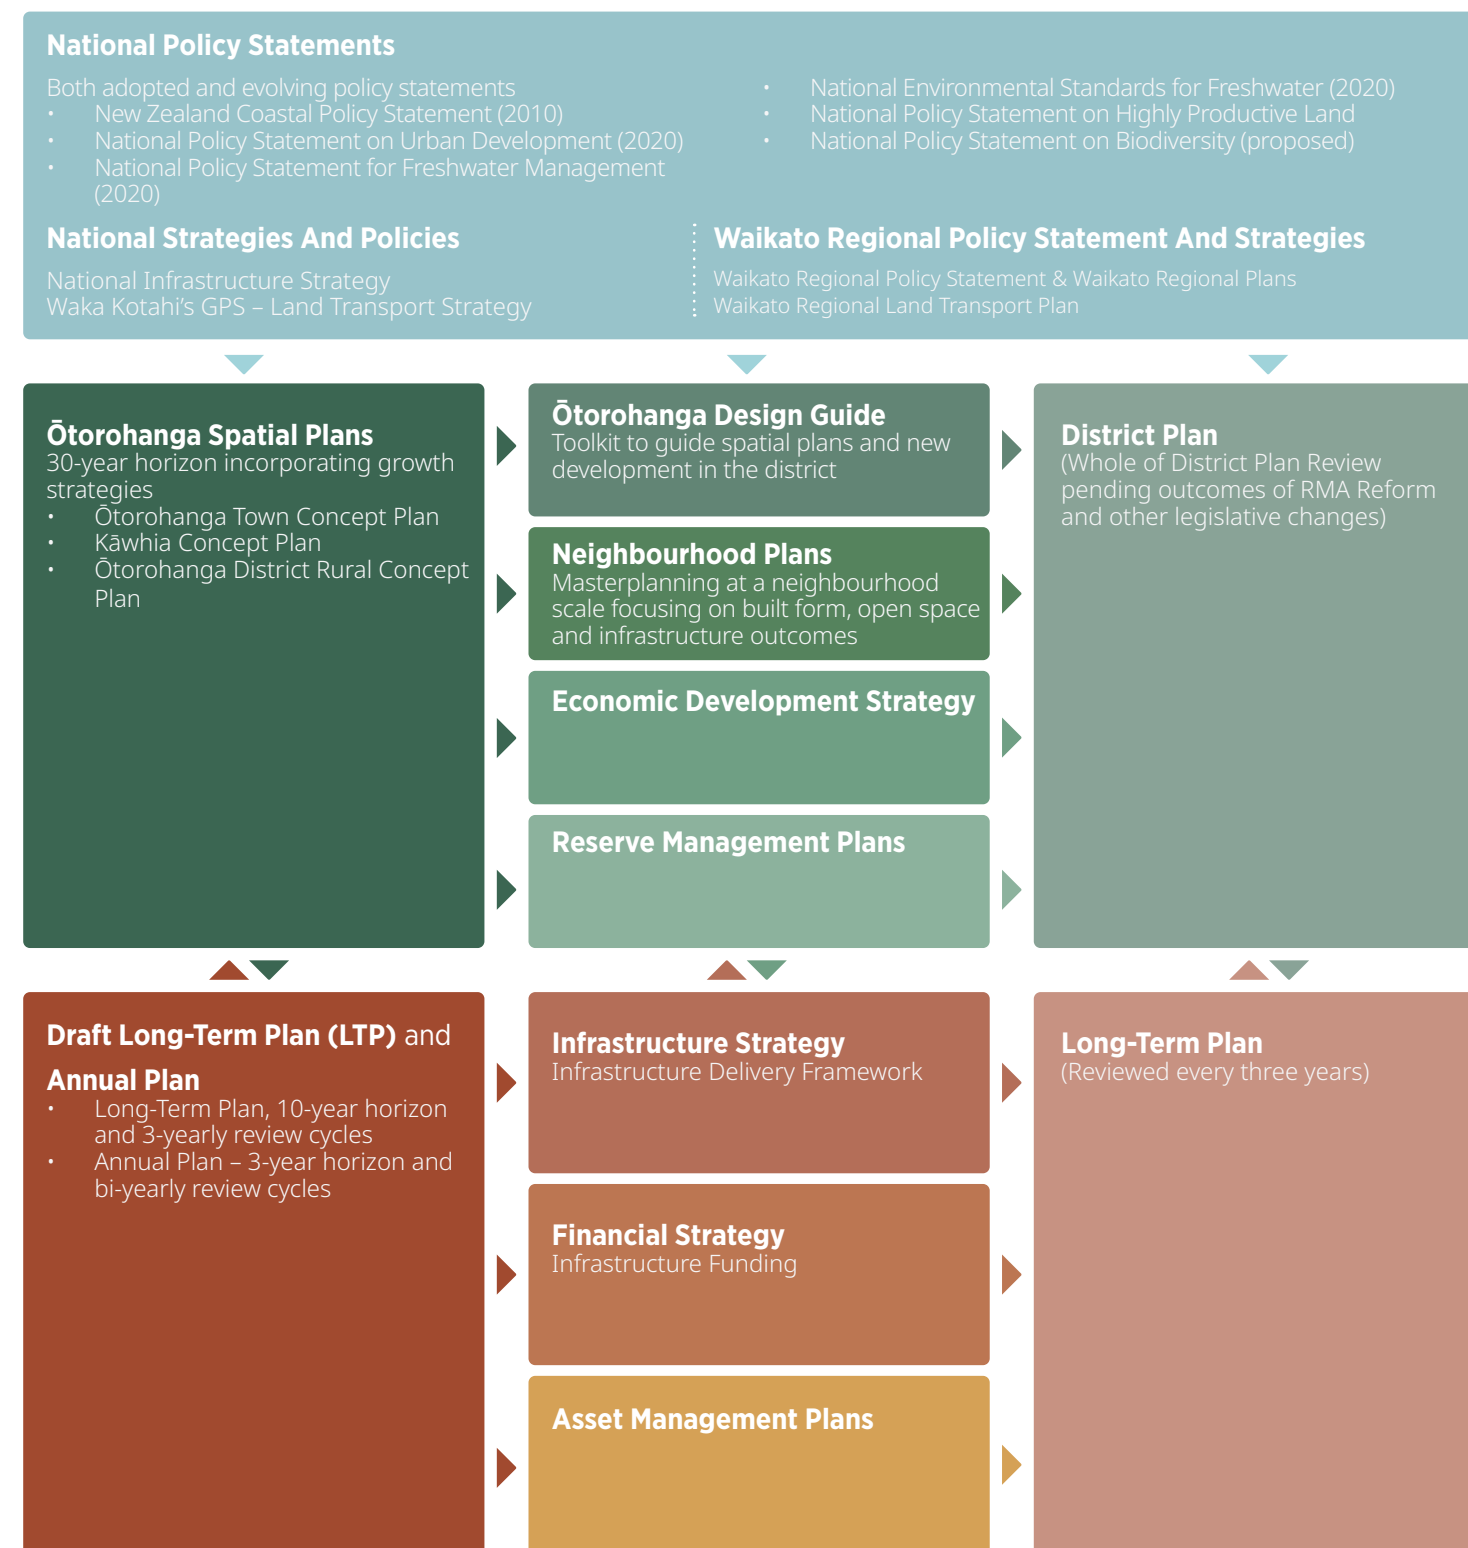 National Policy Statements
Both adopted and evolving policy statements
• New Zealand Coastal Policy Statement (2010)
• National Policy Statement on Urban Development (2020)
• National Policy Statement for Freshwater Management
(2020)
• National Environmental Standards for Freshwater (2020)
• National Policy Statement on Highly Productive Land
• National Policy Statement on Biodiversity (proposed)
National Strategies And Policies
National Infrastructure Strategy
Waka Kotahi’s GPS – Land Transport Strategy
Waikato Regional Policy Statement And Strategies
Waikato Regional Policy Statement & Waikato Regional Plans
Waikato Regional Land Transport Plan
Ōtorohanga Spatial Plans
30-year horizon incorporating growth
strategies
• Ōtorohanga Town Concept Plan
• Kāwhia Concept Plan
• Ōtorohanga District Rural Concept
Plan
Ōtorohanga Design Guide
Toolkit to guide spatial plans and new
development in the district
Neighbourhood Plans
Masterplanning at a neighbourhood
scale focusing on built form, open space
and infrastructure outcomes
Economic Development Strategy
Reserve Management Plans
District Plan
(Whole of District Plan Review
pending outcomes of RMA Reform
and other legislative changes)
Draft Long-Term Plan (LTP) and
Annual Plan
• Long-Term Plan, 10-year horizon
and 3-yearly review cycles
• Annual Plan – 3-year horizon and
bi-yearly review cycles
Infrastructure Strategy
Infrastructure Delivery Framework
Financial Strategy
Infrastructure Funding
Asset Management Plans
Long-Term Plan
(Reviewed every three years)